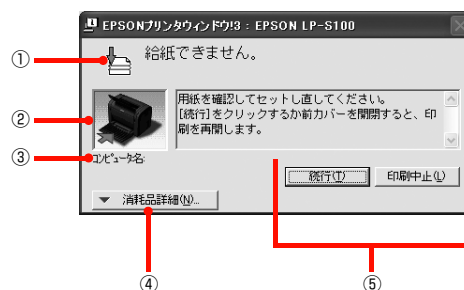 EPSONプリンタウィンドウ!3 : EPSON LP-S100
① 給紙できません。
② 用紙を確認してセットし直してください。
[続行]をクリックするか前カバーを開閉すると、印
刷を再開します。
③ コンピュータ名:
続行(T) 印刷中止(L)
▼ 消耗品詳細(N)...
④ ⑤